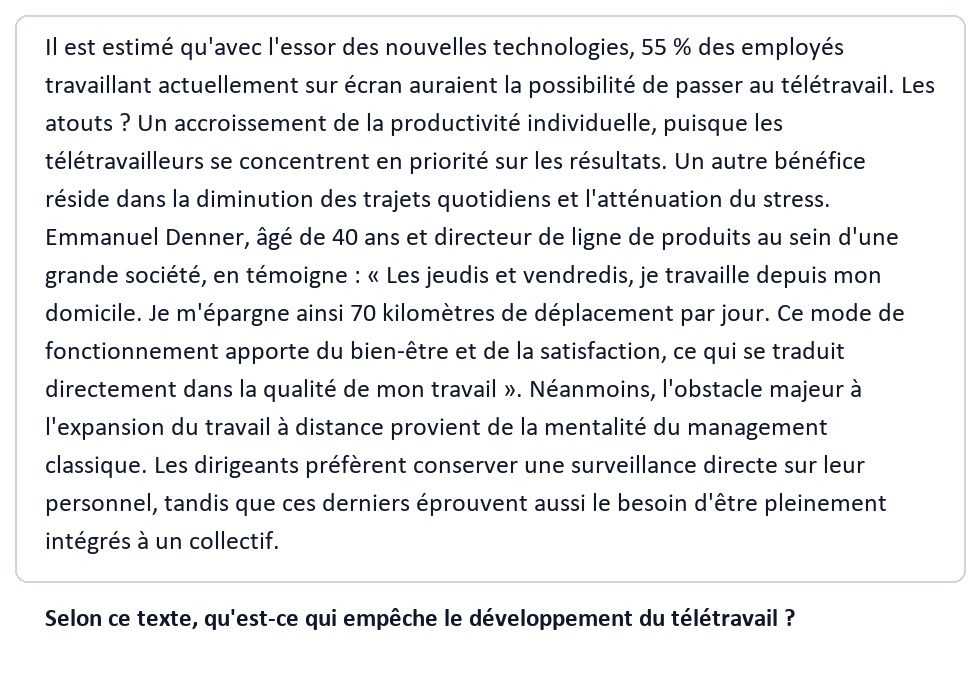 Il est estimé qu'avec l'essor des nouvelles technologies, 55 % des employés
travaillant actuellement sur écran auraient la possibilité de passer au télétravail. Les
atouts ? Un accroissement de la productivité individuelle, puisque les
télétravailleurs se concentrent en priorité sur les résultats. Un autre bénéfice
réside dans la diminution des trajets quotidiens et l'atténuation du stress.
Emmanuel Denner, âgé de 40 ans et directeur de ligne de produits au sein d'une
grande société, en témoigne : « Les jeudis et vendredis, je travaille depuis mon
domicile. Je m'épargne ainsi 70 kilomètres de déplacement par jour. Ce mode de
fonctionnement apporte du bien-être et de la satisfaction, ce qui se traduit
directement dans la qualité de mon travail ». Néanmoins, l'obstacle majeur à
l'expansion du travail à distance provient de la mentalité du management
classique. Les dirigeants préfèrent conserver une surveillance directe sur leur
personnel, tandis que ces derniers éprouvent aussi le besoin d'être pleinement
intégrés à un collectif.
Selon ce texte, qu'est-ce qui empêche le développement du télétravail ?